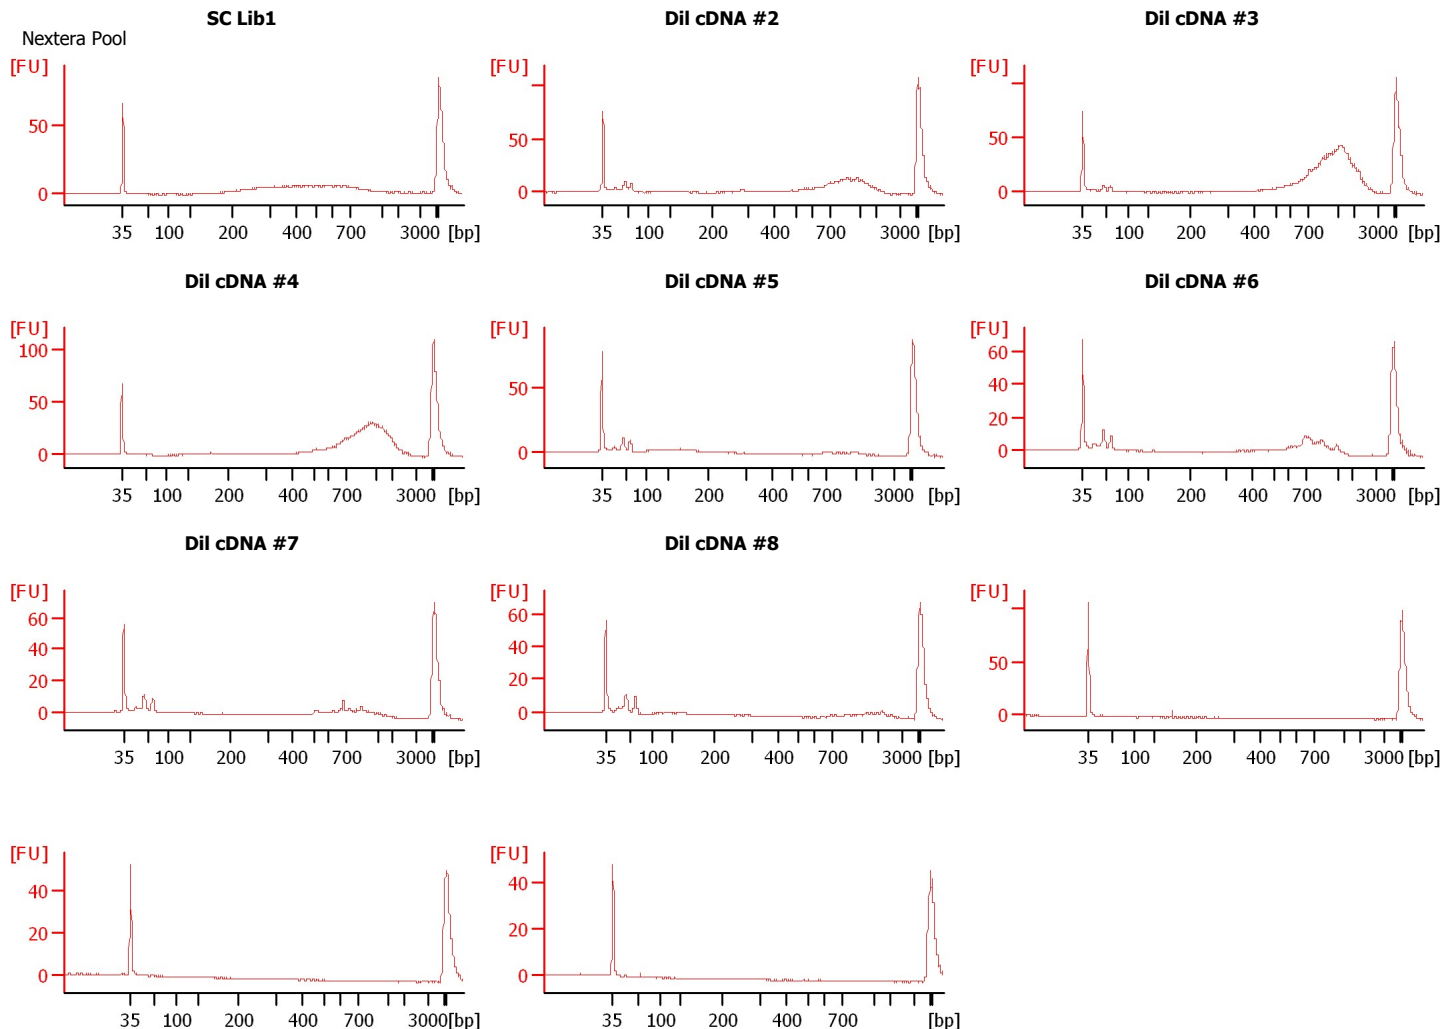 SC Lib1
Nextera Pool
[FU]
50
0
35 100 200 400 700 3000 [bp]
Dil cDNA #2
[FU]
50
0
35 100 200 400 700 3000 [bp]
Dil cDNA #3
[FU]
50
0
35 100 200 400 700 3000 [bp]
Dil cDNA #4
[FU]
100
50
0
35 100 200 400 700 3000 [bp]
Dil cDNA #5
[FU]
50
0
35 100 200 400 700 3000 [bp]
Dil cDNA #6
[FU]
60
40
20
0
35 100 200 400 700 3000 [bp]
Dil cDNA #7
[FU]
60
40
20
0
35 100 200 400 700 3000 [bp]
Dil cDNA #8
[FU]
60
40
20
0
35 100 200 400 700 3000 [bp]
[FU]
50
0
35 100 200 400 700 3000 [bp]
[FU]
40
20
0
35 100 200 400 700 3000[bp]
[FU]
40
20
0
35 100 200 400 700 [bp]